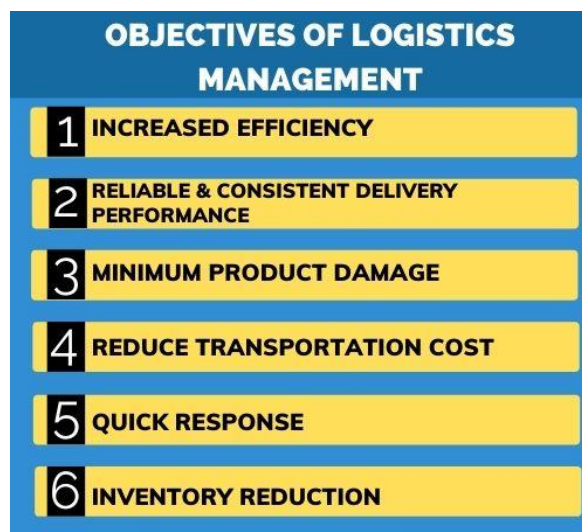 OBJECTIVES OF LOGISTICS
MANAGEMENT
1 INCREASED EFFICIENCY
2 RELIABLE & CONSISTENT DELIVERY
PERFORMANCE
3 MINIMUM PRODUCT DAMAGE
4 REDUCE TRANSPORTATION COST
5 QUICK RESPONSE
6 INVENTORY REDUCTION